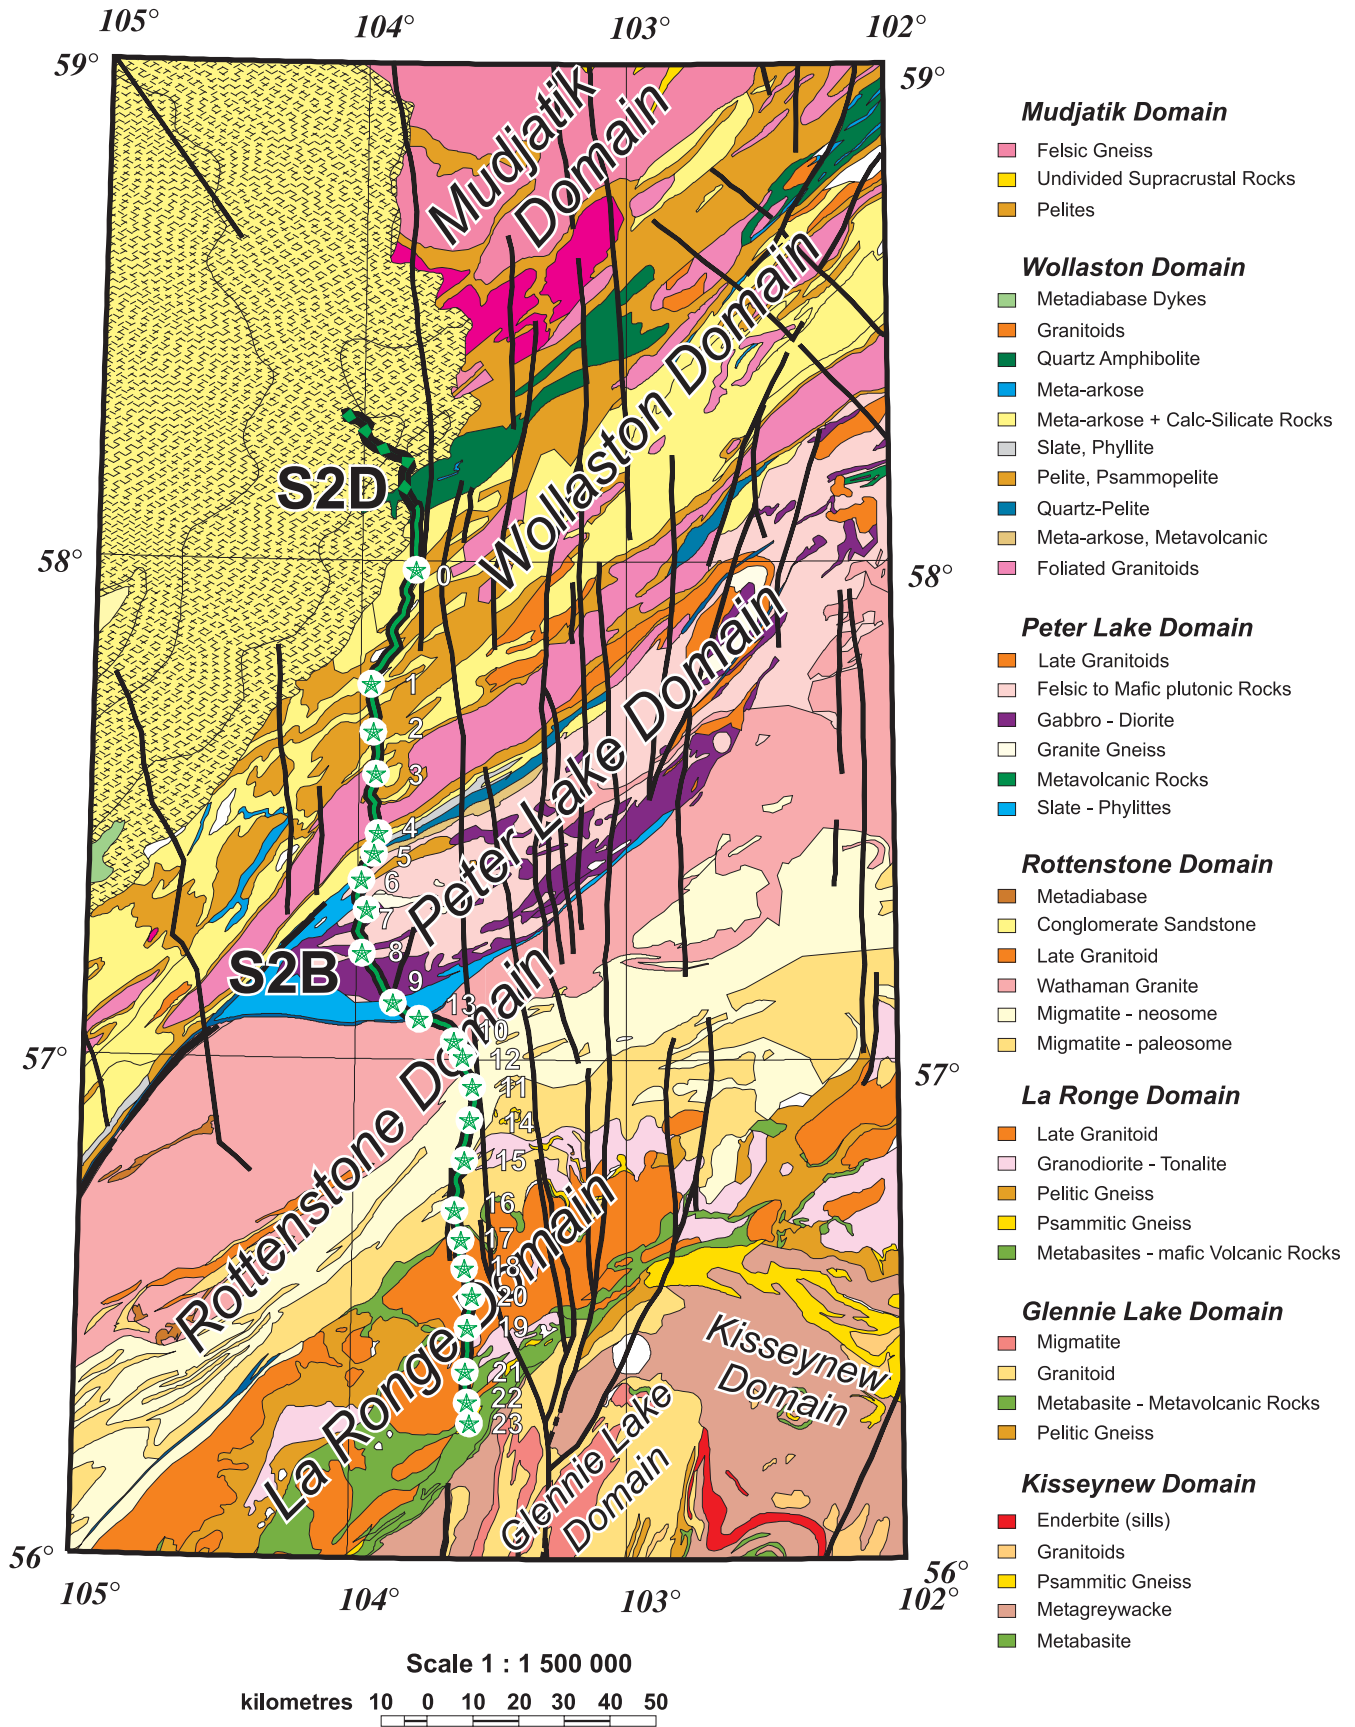 105°
104°
103°
102°
59°
59°
Mudjatik
Domain
Wollaston Domain
S2D
58°
58°
0
1
2
3
4
5
6
7
8
9
13
10
12
11
14
15
16
17
18
20
19
21
22
23
Peter Lake Domain
S2B
57°
57°
Rottenstone Domain
La Ronge Domain
Kisseynew
Domain
Glennie Lake
Domain
56°
56°
105°
104°
103°
102°
Scale 1 : 1 500 000
kilometres 10 0 10 20 30 40 50
Mudjatik Domain
Felsic Gneiss
Undivided Supracrustal Rocks
Pelites
Wollaston Domain
Metadiabase Dykes
Granitoids
Quartz Amphibolite
Meta-arkose
Meta-arkose + Calc-Silicate Rocks
Slate, Phyllite
Pelite, Psammopelite
Quartz-Pelite
Meta-arkose, Metavolcanic
Foliated Granitoids
Peter Lake Domain
Late Granitoids
Felsic to Mafic plutonic Rocks
Gabbro - Diorite
Granite Gneiss
Metavolcanic Rocks
Slate - Phylittes
Rottenstone Domain
Metadiabase
Conglomerate Sandstone
Late Granitoid
Wathaman Granite
Migmatite - neosome
Migmatite - paleosome
La Ronge Domain
Late Granitoid
Granodiorite - Tonalite
Pelitic Gneiss
Psammitic Gneiss
Metabasites - mafic Volcanic Rocks
Glennie Lake Domain
Migmatite
Granitoid
Metabasite - Metavolcanic Rocks
Pelitic Gneiss
Kisseynew Domain
Enderbite (sills)
Granitoids
Psammitic Gneiss
Metagreywacke
Metabasite